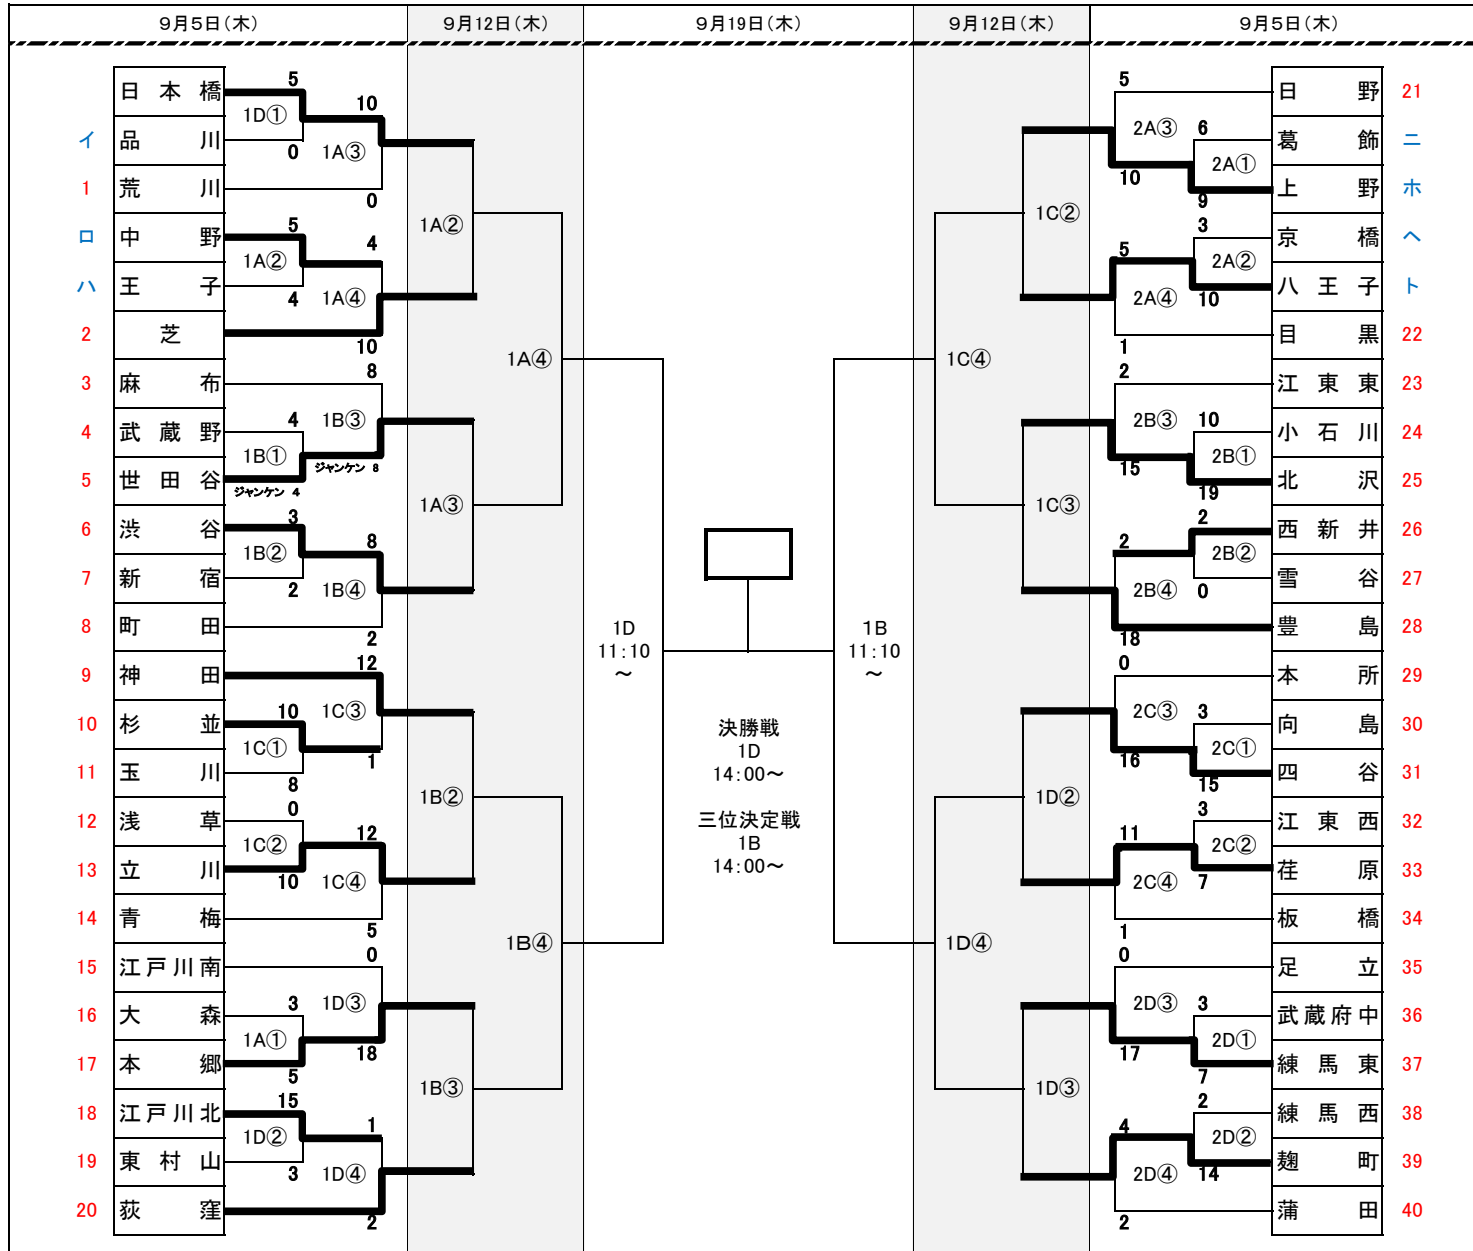 9月5日(木) 9月12日(木) 9月19日(木) 9月12日(木) 9月5日(木)
日本橋 5
1D① 10
イ 品川 0 1A③
1 荒川 0
1A②
ロ 中野 5 4
1A②
ハ 王子 4 1A④
2 芝 10
1A④
3 麻布 8
4 武蔵野 4 1B③
1B① ジャンケン 8
5 世田谷 ジャンケン 4
1A③
6 渋谷 3 8
1B②
7 新宿 2 1B④
8 町田 2
9 神田 12
10 杉並 10 1C③
1C① 1
11 玉川 8
1B②
12 浅草 0 12
1C②
13 立川 10 1C④
14 青梅 5
1B④
15 江戸川南 0
16 大森 3 1D③
1A① 18
17 本郷 5
1B③
18 江戸川北 15 1
1D②
19 東村山 3 1D④
20 荻窪 2
1D
11:10
~
決勝戦
1D
14:00~
三位決定戦
1B
14:00~
1B
11:10
~
5 日野 21
2A③ 6 葛飾 ニ
2A①
10 9 上野 ホ
1C②
5 3 京橋 ヘ
2A②
2A④ 10 八王子 ト
1 目黒 22
1C④
2 江東東 23
2B③ 10 小石川 24
2B①
15 19 北沢 25
1C③
2 2 西新井 26
2B②
2B④ 0 雪谷 27
18 豊島 28
0 本所 29
2C③ 3 向島 30
2C①
16 15 四谷 31
1D②
11 3 江東西 32
2C②
2C④ 7 荏原 33
1 板橋 34
1D④
0 足立 35
2D③ 3 武蔵府中 36
2D①
17 7 練馬東 37
1D③
4 2 練馬西 38
2D②
2D④ 14 麹町 39
2 蒲田 40